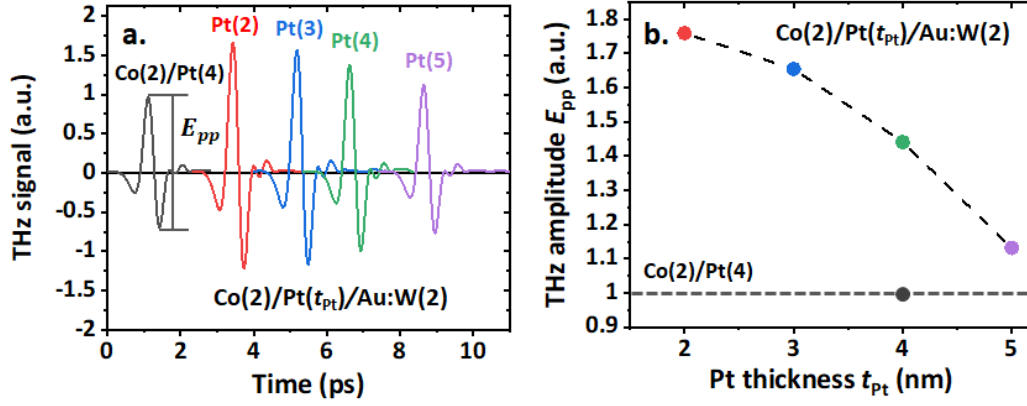 a.
Pt(2)
Pt(3)
Pt(4)
Pt(5)
Co(2)/Pt(4)
E_pp
Co(2)/Pt(t_Pt)/Au:W(2)
THz signal (a.u.)
2
1.5
1
0.5
0
-0.5
-1
-1.5
-2
0 2 4 6 8 10
Time (ps)
b.
Co(2)/Pt(t_Pt)/Au:W(2)
Co(2)/Pt(4)
THz amplitude E_pp (a.u.)
1.8
1.7
1.6
1.5
1.4
1.3
1.2
1.1
1
0.9
2 3 4 5
Pt thickness t_Pt (nm)